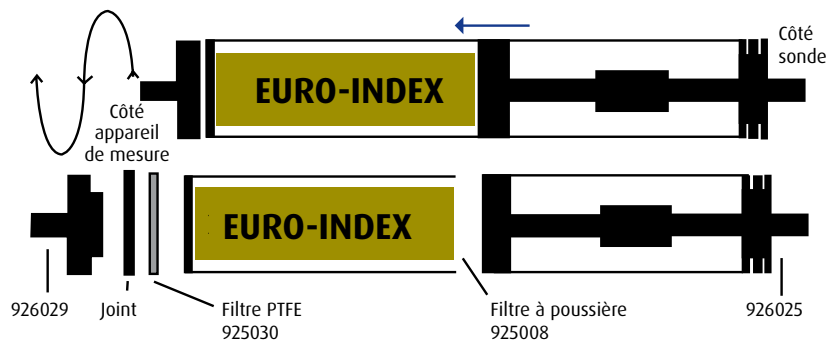 Côté
sonde
EURO-INDEX
Côté
appareil
de mesure
EURO-INDEX
926029
Joint
Filtre PTFE
925030
Filtre à poussière
925008
926025